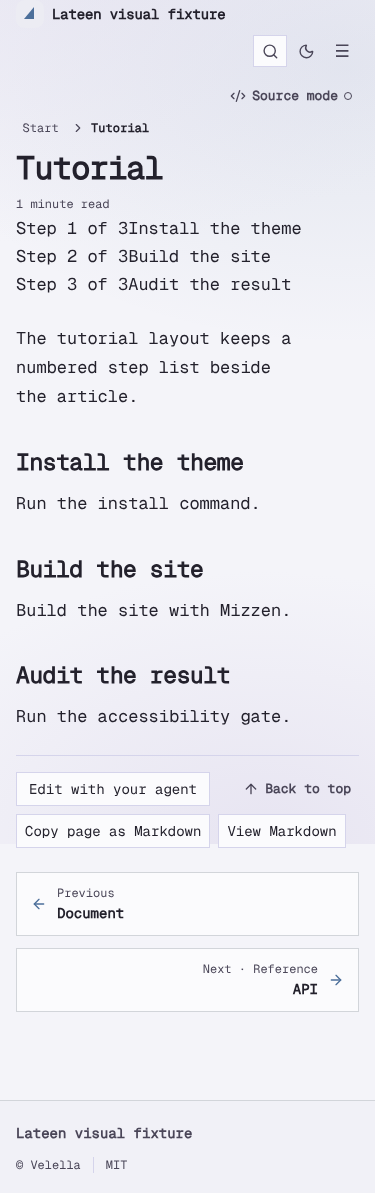 Lateen visual fixture
Source mode
Start > Tutorial
Tutorial
1 minute read
Step 1 of 3Install the theme
Step 2 of 3Build the site
Step 3 of 3Audit the result
The tutorial layout keeps a
numbered step list beside
the article.
Install the theme
Run the install command.
Build the site
Build the site with Mizzen.
Audit the result
Run the accessibility gate.
Edit with your agent
Back to top
Copy page as Markdown
View Markdown
Previous
Document
Next · Reference
API
Lateen visual fixture
© Velella
MIT